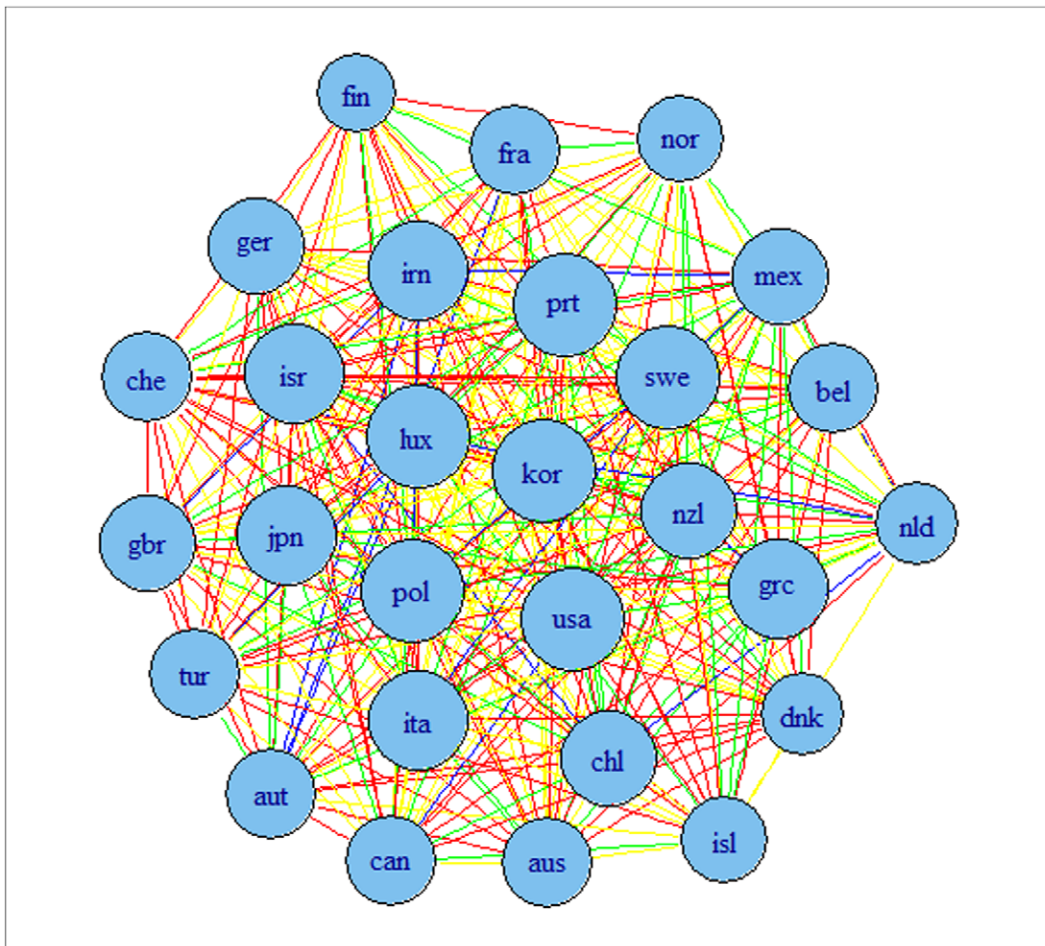 fin
fra
nor
ger
irn
prt
mex
che
isr
swe
bel
lux
kor
gbr
jpn
nzl
nld
pol
usa
grc
tur
ita
chl
dnk
aut
can
aus
isl